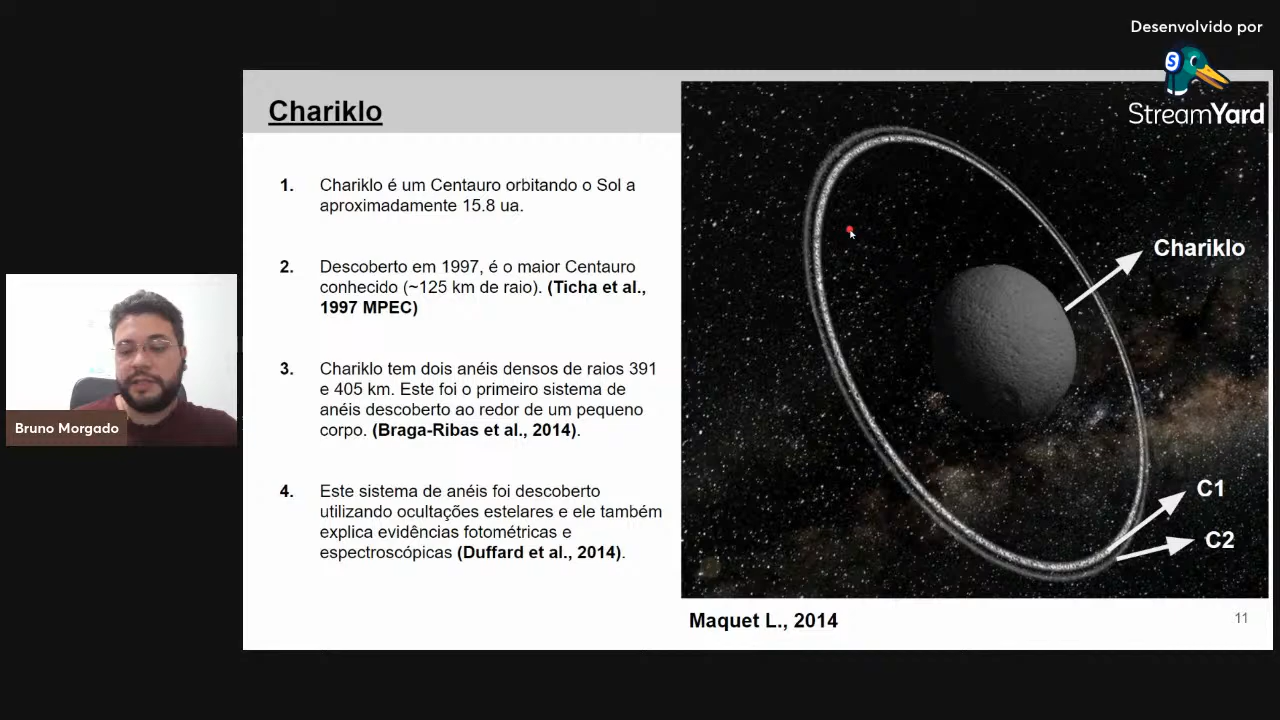 Desenvolvido por
S
StreamYard
Chariklo
1. Chariklo é um Centauro orbitando o Sol a
aproximadamente 15.8 ua.
2. Descoberto em 1997, é o maior Centauro
conhecido (~125 km de raio). (Ticha et al.,
1997 MPEC)
3. Chariklo tem dois anéis densos de raios 391
e 405 km. Este foi o primeiro sistema de
anéis descoberto ao redor de um pequeno
corpo. (Braga-Ribas et al., 2014).
4. Este sistema de anéis foi descoberto
utilizando ocultações estelares e ele também
explica evidências fotométricas e
espectroscópicas (Duffard et al., 2014).
Chariklo
C1
C2
Maquet L., 2014
11
Bruno Morgado